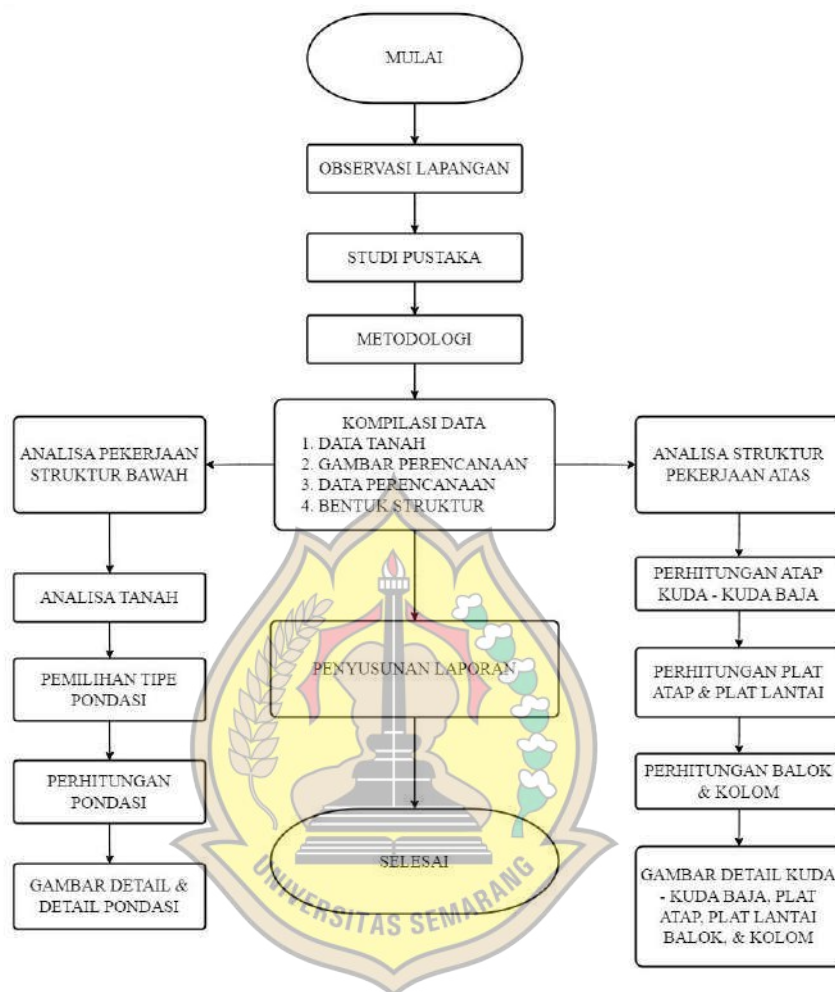 MULAI
OBSERVASI LAPANGAN
STUDI PUSTAKA
METODOLOGI
KOMPILASI DATA
1. DATA TANAH
2. GAMBAR PERENCANAAN
3. DATA PERENCANAAN
4. BENTUK STRUKTUR
ANALISA PEKERJAAN
STRUKTUR BAWAH
ANALISA TANAH
PEMILIHAN TIPE
PONDASI
PERHITUNGAN
PONDASI
GAMBAR DETAIL &
DETAIL PONDASI
PENYUSUNAN LAPORAN
SELESAI
UNIVERSITAS SEMARANG
ANALISA STRUKTUR
PEKERJAAN ATAS
PERHITUNGAN ATAP
KUDA - KUDA BAJA
PERHITUNGAN PLAT
ATAP & PLAT LANTAI
PERHITUNGAN BALOK
& KOLOM
GAMBAR DETAIL KUDA
- KUDA BAJA, PLAT
ATAP, PLAT LANTAI
BALOK, & KOLOM